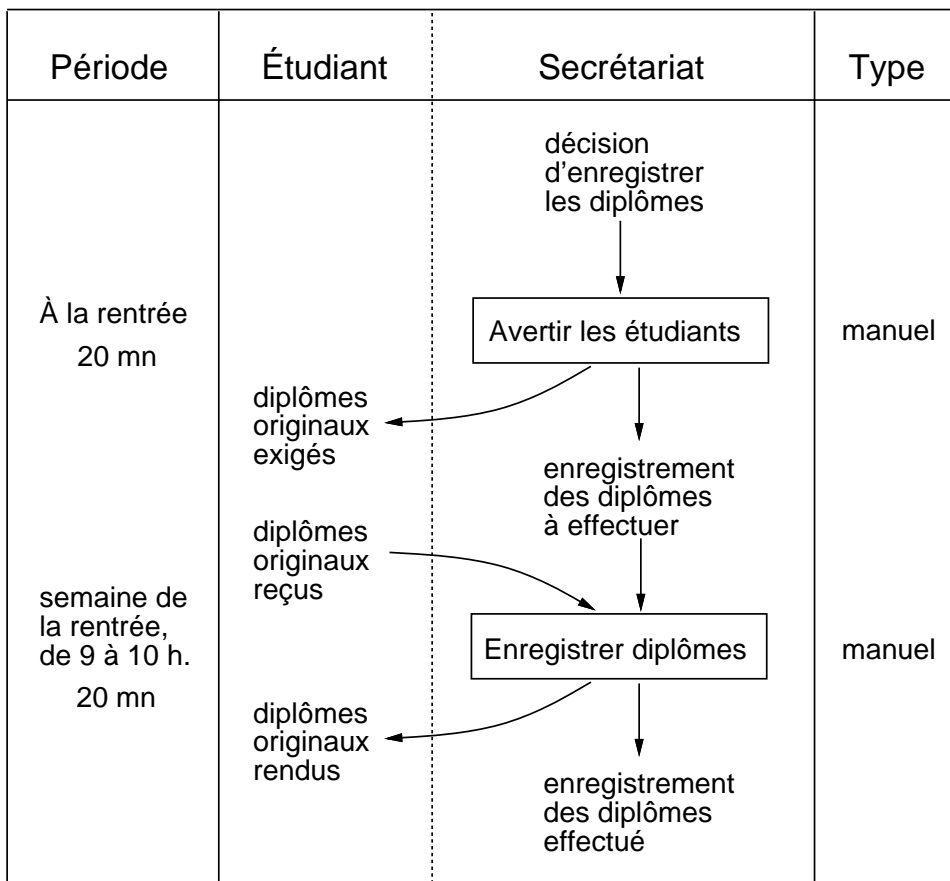 Période
Étudiant
Secrétariat
Type
décision
d'enregistrer
les diplômes
À la rentrée
20 mn
Avertir les étudiants
manuel
diplômes
originaux
exigés
enregistrement
des diplômes
à effectuer
diplômes
originaux
reçus
semaine de
la rentrée,
de 9 à 10 h.
20 mn
Enregistrer diplômes
manuel
diplômes
originaux
rendus
enregistrement
des diplômes
effectué